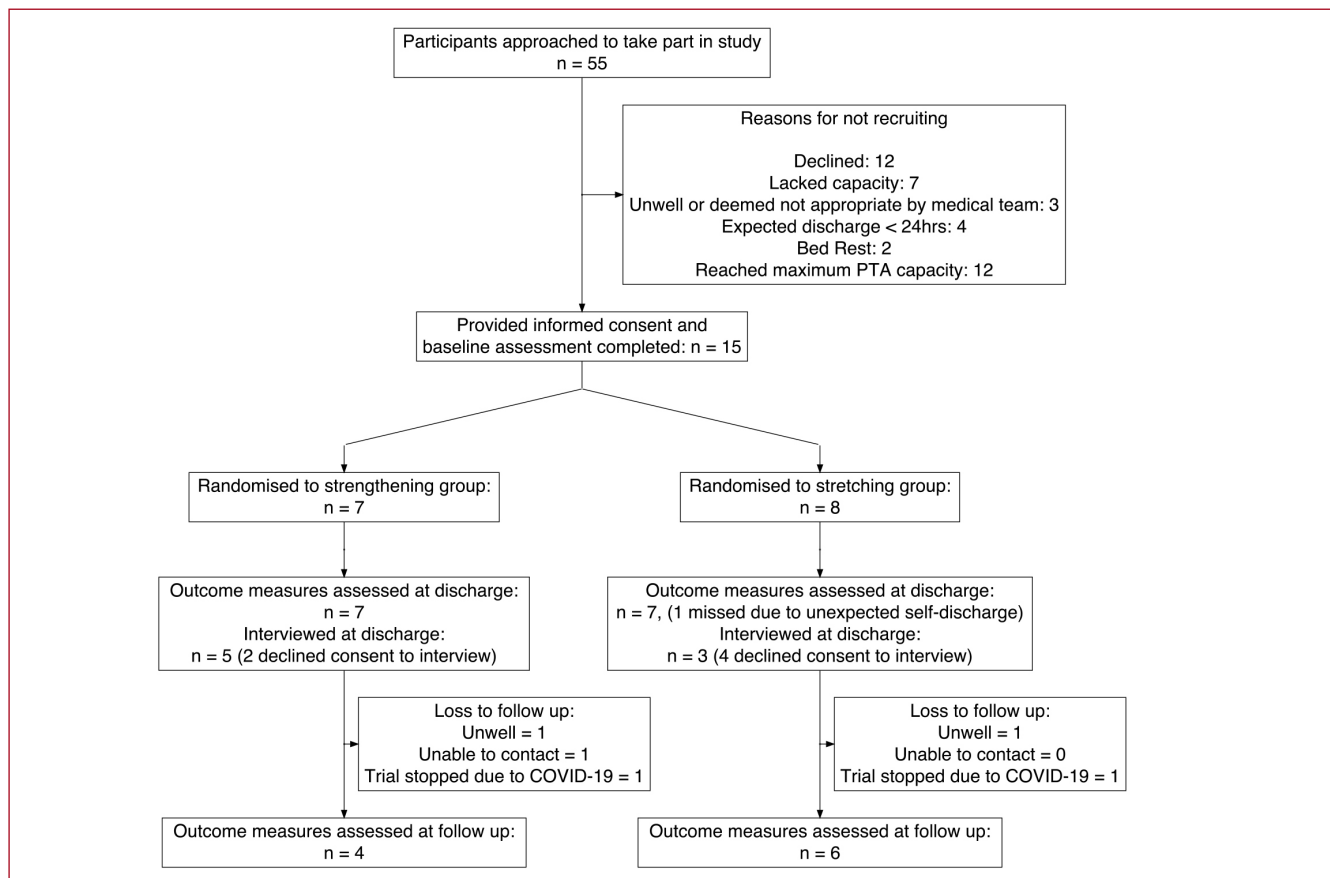 Participants approached to take part in study
n = 55
Reasons for not recruiting
Declined: 12
Lacked capacity: 7
Unwell or deemed not appropriate by medical team: 3
Expected discharge < 24hrs: 4
Bed Rest: 2
Reached maximum PTA capacity: 12
Provided informed consent and
baseline assessment completed: n = 15
Randomised to strengthening group:
n = 7
Randomised to stretching group:
n = 8
Outcome measures assessed at discharge:
n = 7
Interviewed at discharge:
n = 5 (2 declined consent to interview)
Outcome measures assessed at discharge:
n = 7, (1 missed due to unexpected self-discharge)
Interviewed at discharge:
n = 3 (4 declined consent to interview)
Loss to follow up:
Unwell = 1
Unable to contact = 1
Trial stopped due to COVID-19 = 1
Loss to follow up:
Unwell = 1
Unable to contact = 0
Trial stopped due to COVID-19 = 1
Outcome measures assessed at follow up:
n = 4
Outcome measures assessed at follow up:
n = 6